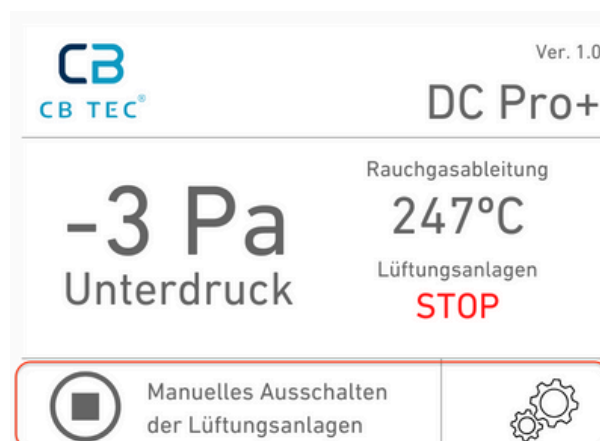 CB
CB TEC®
Ver. 1.0
DC Pro+
-3 Pa
Unterdruck
Rauchgasableitung
247°C
Lüftungsanlagen
STOP
Manuelles Ausschalten
der Lüftungsanlagen